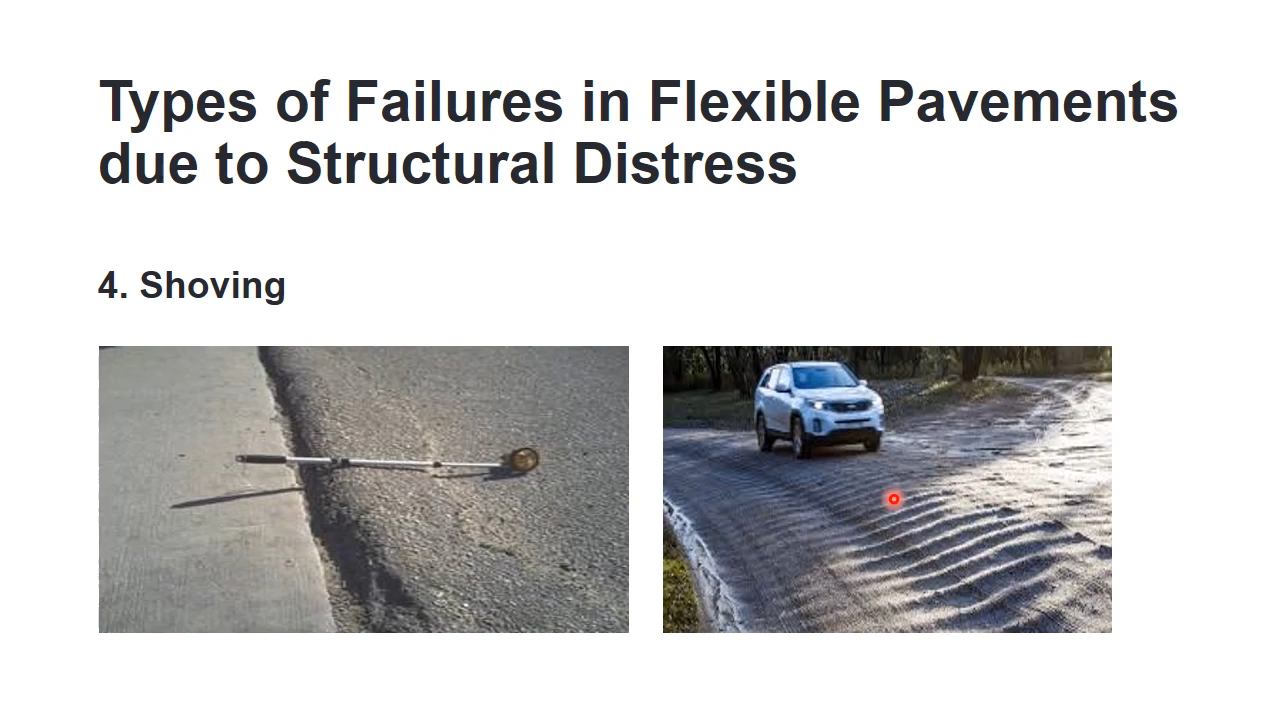 Types of Failures in Flexible Pavements
due to Structural Distress
4. Shoving